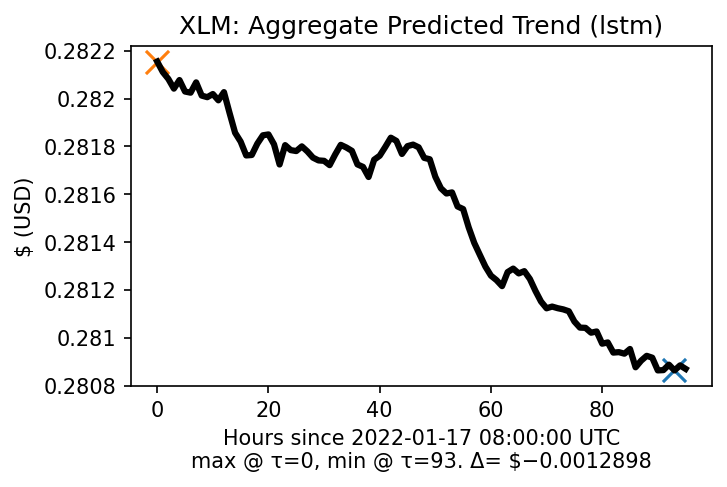 XLM: Aggregate Predicted Trend (lstm)
0.2822
0.282
0.2818
0.2816
0.2814
0.2812
0.281
0.2808
$ (USD)
0 20 40 60 80
Hours since 2022-01-17 08:00:00 UTC
max @ τ=0, min @ τ=93. Δ= $−0.0012898